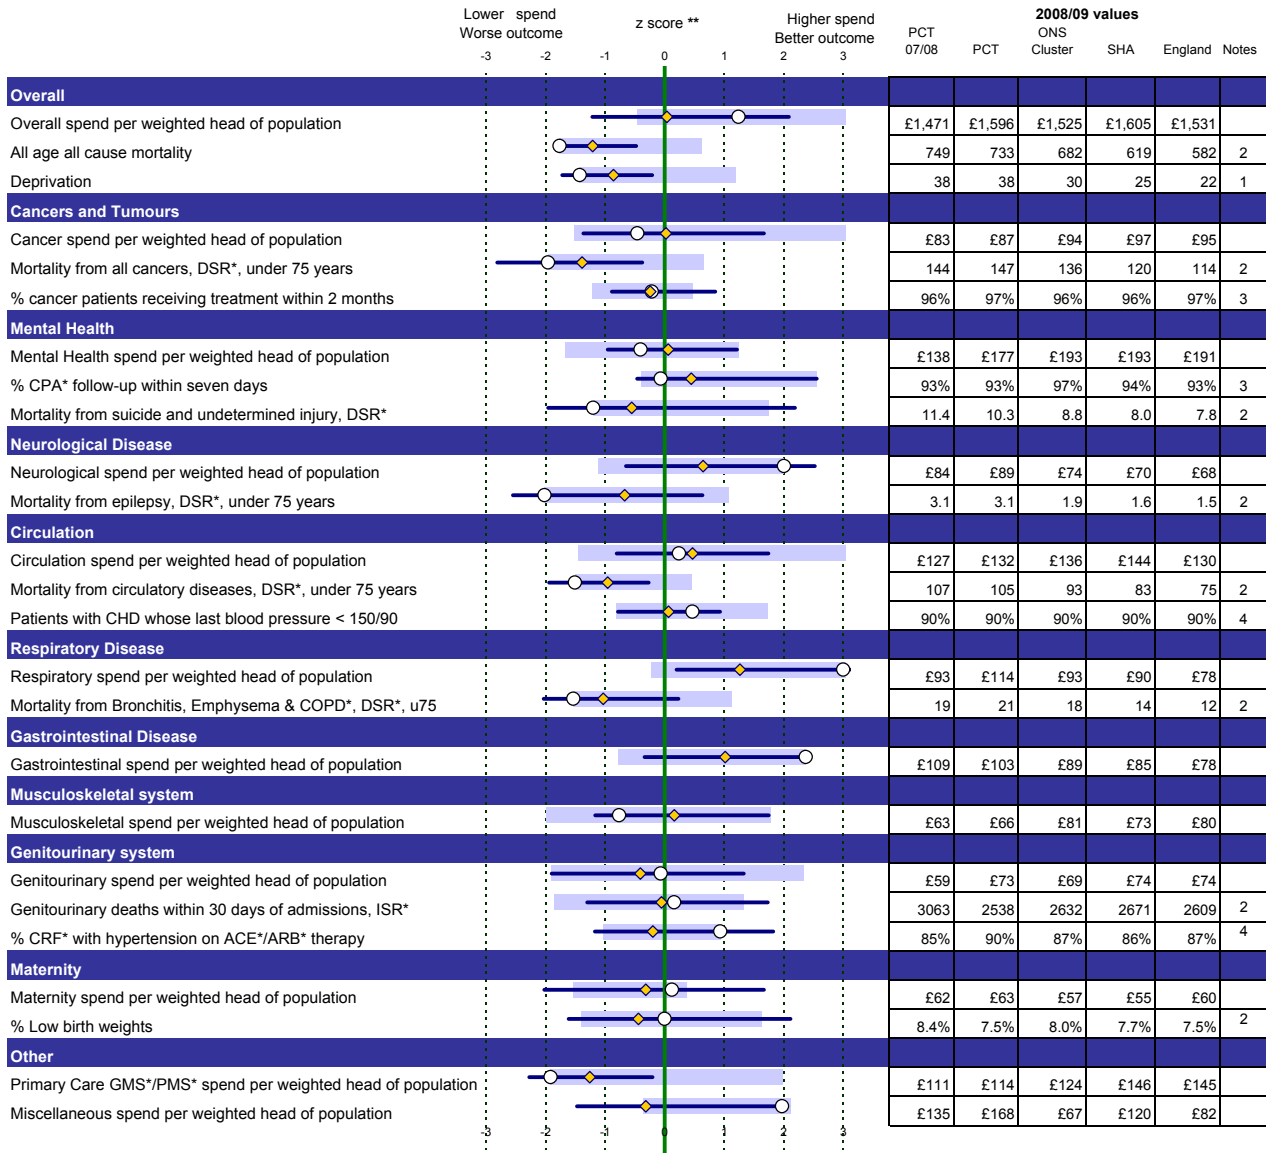 Lower spend
Worse outcome
z score **
Higher spend
Better outcome
2008/09 values
PCT 07/08 PCT ONS Cluster SHA England Notes
-3 -2 -1 0 1 2 3
Overall
Overall spend per weighted head of population £1,471 £1,596 £1,525 £1,605 £1,531
All age all cause mortality 749 733 682 619 582 2
Deprivation 38 38 30 25 22 1
Cancers and Tumours
Cancer spend per weighted head of population £83 £87 £94 £97 £95
Mortality from all cancers, DSR*, under 75 years 144 147 136 120 114 2
% cancer patients receiving treatment within 2 months 96% 97% 96% 96% 97% 3
Mental Health
Mental Health spend per weighted head of population £138 £177 £193 £193 £191
% CPA* follow-up within seven days 93% 93% 97% 94% 93% 3
Mortality from suicide and undetermined injury, DSR* 11.4 10.3 8.8 8.0 7.8 2
Neurological Disease
Neurological spend per weighted head of population £84 £89 £74 £70 £68
Mortality from epilepsy, DSR*, under 75 years 3.1 3.1 1.9 1.6 1.5 2
Circulation
Circulation spend per weighted head of population £127 £132 £136 £144 £130
Mortality from circulatory diseases, DSR*, under 75 years 107 105 93 83 75 2
Patients with CHD whose last blood pressure < 150/90 90% 90% 90% 90% 90% 4
Respiratory Disease
Respiratory spend per weighted head of population £93 £114 £93 £90 £78
Mortality from Bronchitis, Emphysema & COPD*, DSR*, u75 19 21 18 14 12 2
Gastrointestinal Disease
Gastrointestinal spend per weighted head of population £109 £103 £89 £85 £78
Musculoskeletal system
Musculoskeletal spend per weighted head of population £63 £66 £81 £73 £80
Genitourinary system
Genitourinary spend per weighted head of population £59 £73 £69 £74 £74
Genitourinary deaths within 30 days of admissions, ISR* 3063 2538 2632 2671 2609 2
% CRF* with hypertension on ACE*/ARB* therapy 85% 90% 87% 86% 87% 4
Maternity
Maternity spend per weighted head of population £62 £63 £57 £55 £60
% Low birth weights 8.4% 7.5% 8.0% 7.7% 7.5% 2
Other
Primary Care GMS*/PMS* spend per weighted head of population £111 £114 £124 £146 £145
Miscellaneous spend per weighted head of population £135 £168 £67 £120 £82
-3 -2 -1 0 1 2 3